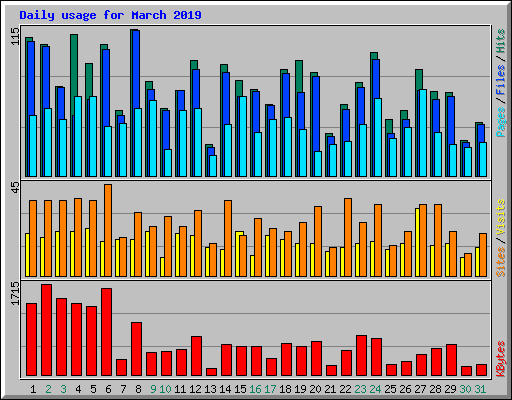 Daily usage for March 2019
115
Pages / Files / Hits
45
Sites / Visits
1715
KBytes
1 2 3 4 5 6 7 8 9 10 11 12 13 14 15 16 17 18 19 20 21 22 23 24 25 26 27 28 29 30 31